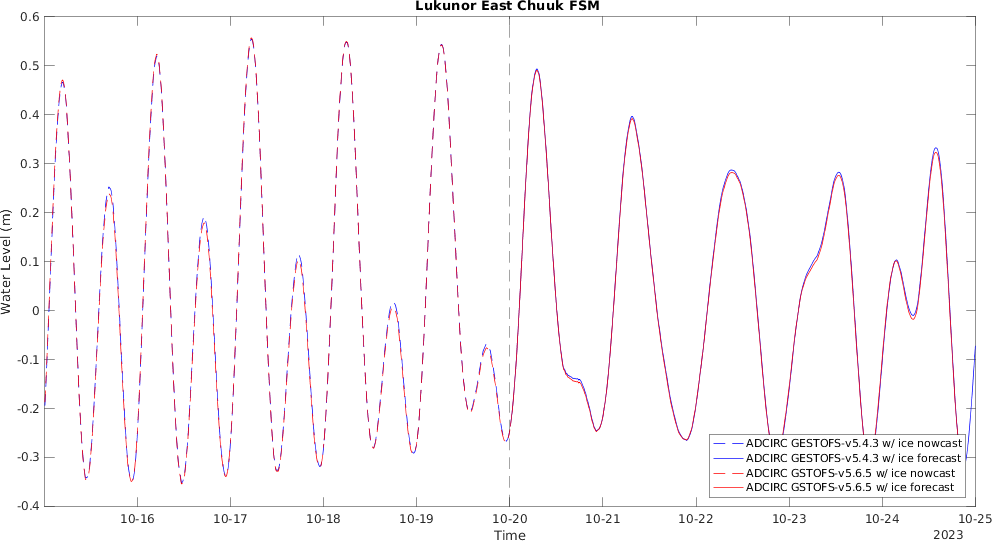 Lukunor East Chuuk FSM
0.6
0.5
0.4
0.3
0.2
0.1
0
-0.1
-0.2
-0.3
-0.4
Water Level (m)
ADCIRC GESTOFS-v5.4.3 w/ ice nowcast
ADCIRC GESTOFS-v5.4.3 w/ ice forecast
ADCIRC GSTOFS-v5.6.5 w/ ice nowcast
ADCIRC GSTOFS-v5.6.5 w/ ice forecast
10-16 10-17 10-18 10-19 10-20 10-21 10-22 10-23 10-24 10-25
Time
2023